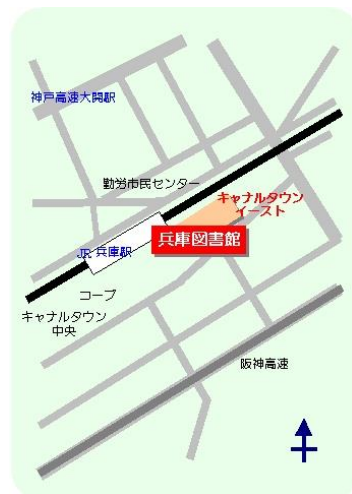 神戸高速大開駅
勤労市民センター
キャナルタウン
イースト
兵庫図書館
JR 兵庫駅
コープ
キャナルタウン
中央
阪神高速